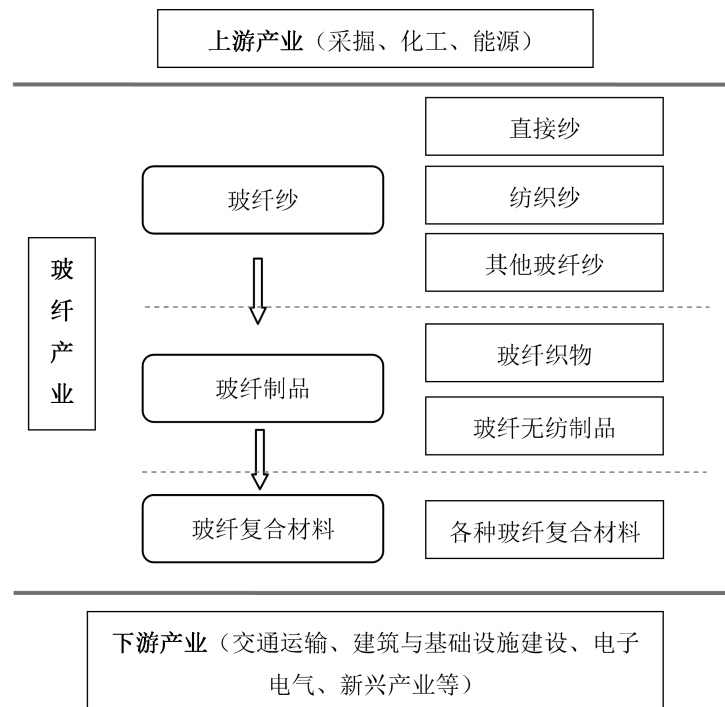 上游产业（采掘、化工、能源）
直接纱
玻纤纱
纺织纱
其他玻纤纱
玻
纤
产
业
玻纤织物
玻纤制品
玻纤无纺制品
玻纤复合材料
各种玻纤复合材料
下游产业（交通运输、建筑与基础设施建设、电子
电气、新兴产业等）